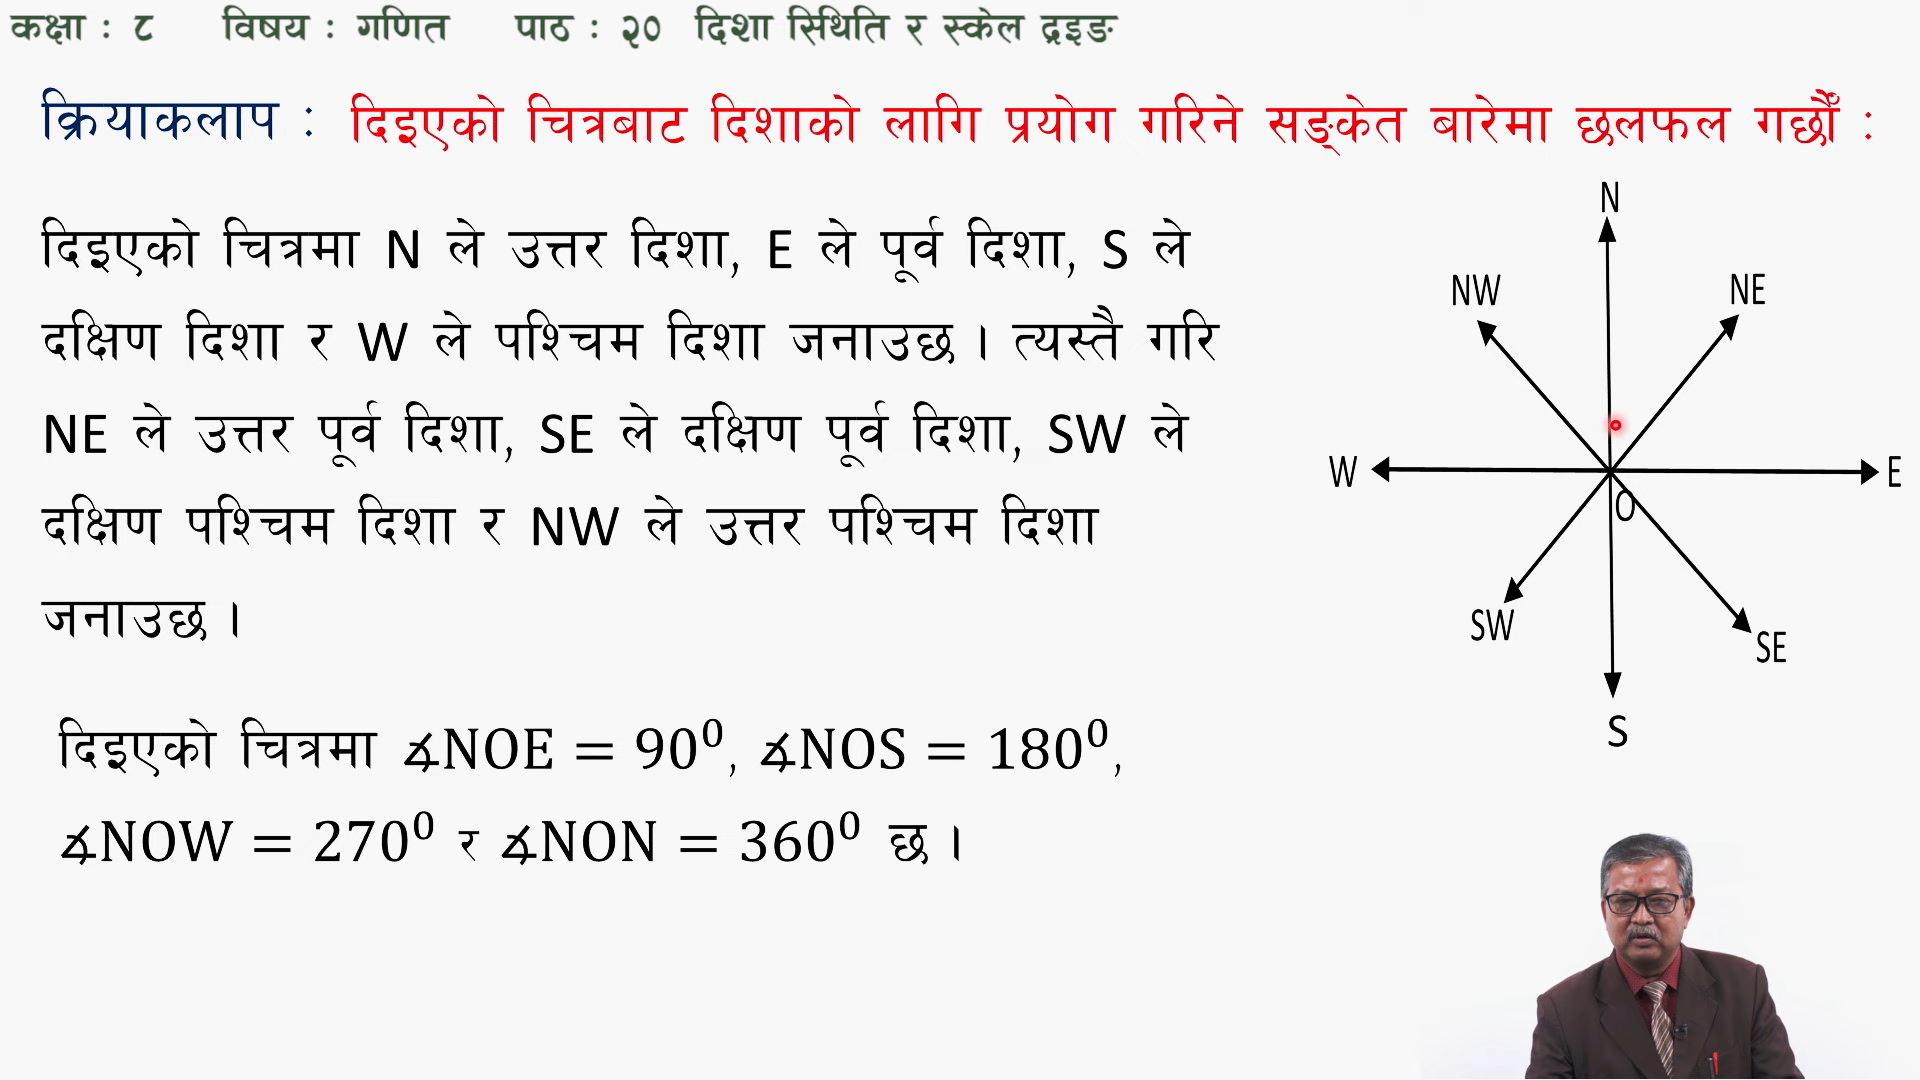 कक्षा : ८ विषय : गणित पाठ : २० दिशा स्थिति र स्केल द्रइङ
क्रियाकलाप : दिइएको चित्रबाट दिशाको लागि प्रयोग गरिने सङ्केत बारेमा छलफल गर्छौँ :
दिइएको चित्रमा N ले उत्तर दिशा, E ले पूर्व दिशा, S ले
दक्षिण दिशा र W ले पश्चिम दिशा जनाउछ । त्यस्तै गरि
NE ले उत्तर पूर्व दिशा, SE ले दक्षिण पूर्व दिशा, SW ले
दक्षिण पश्चिम दिशा र NW ले उत्तर पश्चिम दिशा
जनाउछ ।
दिइएको चित्रमा ∡NOE = 90⁰, ∡NOS = 180⁰,
∡NOW = 270⁰ र ∡NON = 360⁰ छ ।
N
NW NE
W E
O
SW SE
S